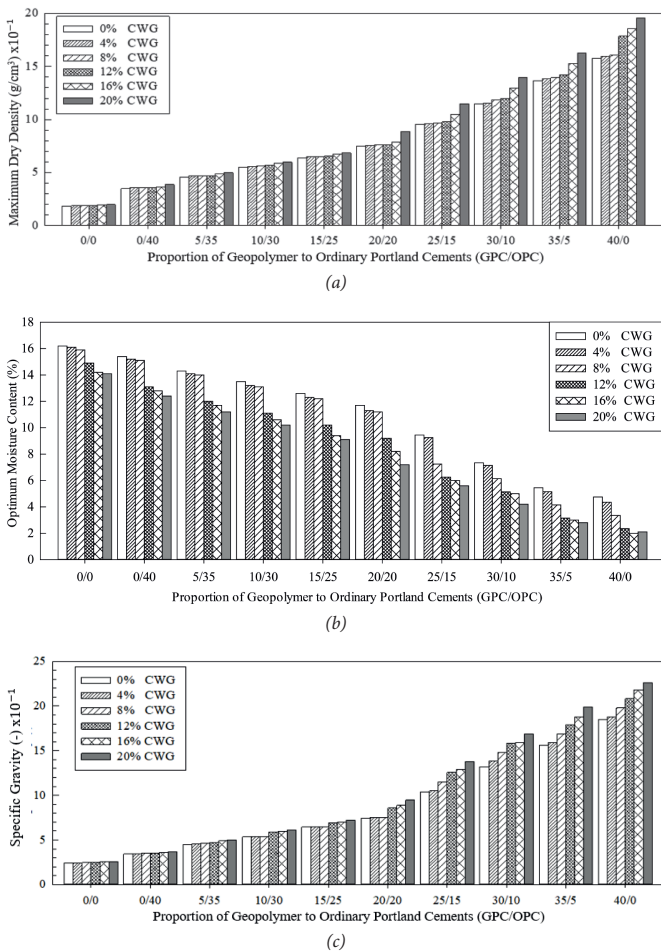 Maximum Dry Density (g/cm³) x10⁻¹
20
15
10
5
0
0% CWG
4% CWG
8% CWG
12% CWG
16% CWG
20% CWG
0/0 0/40 5/35 10/30 15/25 20/20 25/15 30/10 35/5 40/0
Proportion of Geopolymer to Ordinary Portland Cements (GPC/OPC)
(a)
Optimum Moisture Content (%)
18
16
14
12
10
8
6
4
2
0
0% CWG
4% CWG
8% CWG
12% CWG
16% CWG
20% CWG
0/0 0/40 5/35 10/30 15/25 20/20 25/15 30/10 35/5 40/0
Proportion of Geopolymer to Ordinary Portland Cements (GPC/OPC)
(b)
Specific Gravity (-) x10⁻¹
25
20
15
10
5
0
0% CWG
4% CWG
8% CWG
12% CWG
16% CWG
20% CWG
0/0 0/40 5/35 10/30 15/25 20/20 25/15 30/10 35/5 40/0
Proportion of Geopolymer to Ordinary Portland Cements (GPC/OPC)
(c)